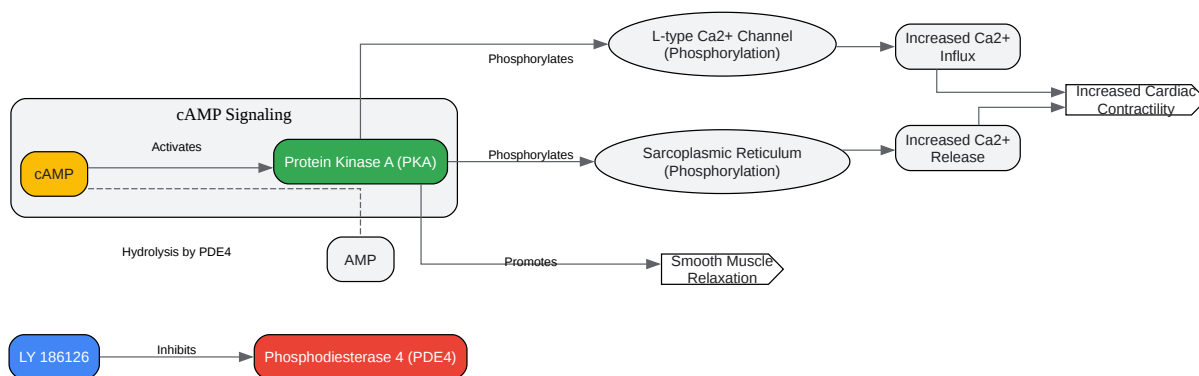 L-type Ca2+ Channel
(Phosphorylation)
Increased Ca2+
Influx
Phosphorylates
Increased Cardiac
Contractility
cAMP Signaling
Activates
cAMP
Protein Kinase A (PKA)
Phosphorylates
Sarcoplasmic Reticulum
(Phosphorylation)
Increased Ca2+
Release
Hydrolysis by PDE4
AMP
Promotes
Smooth Muscle
Relaxation
LY 186126
Inhibits
Phosphodiesterase 4 (PDE4)